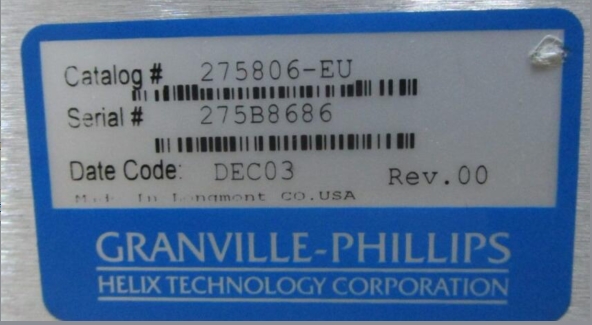 Catalog # 275806-EU
Serial # 275B8686
Date Code: DEC03 Rev.00
Made In Longmont CO.USA
GRANVILLE-PHILLIPS
HELIX TECHNOLOGY CORPORATION